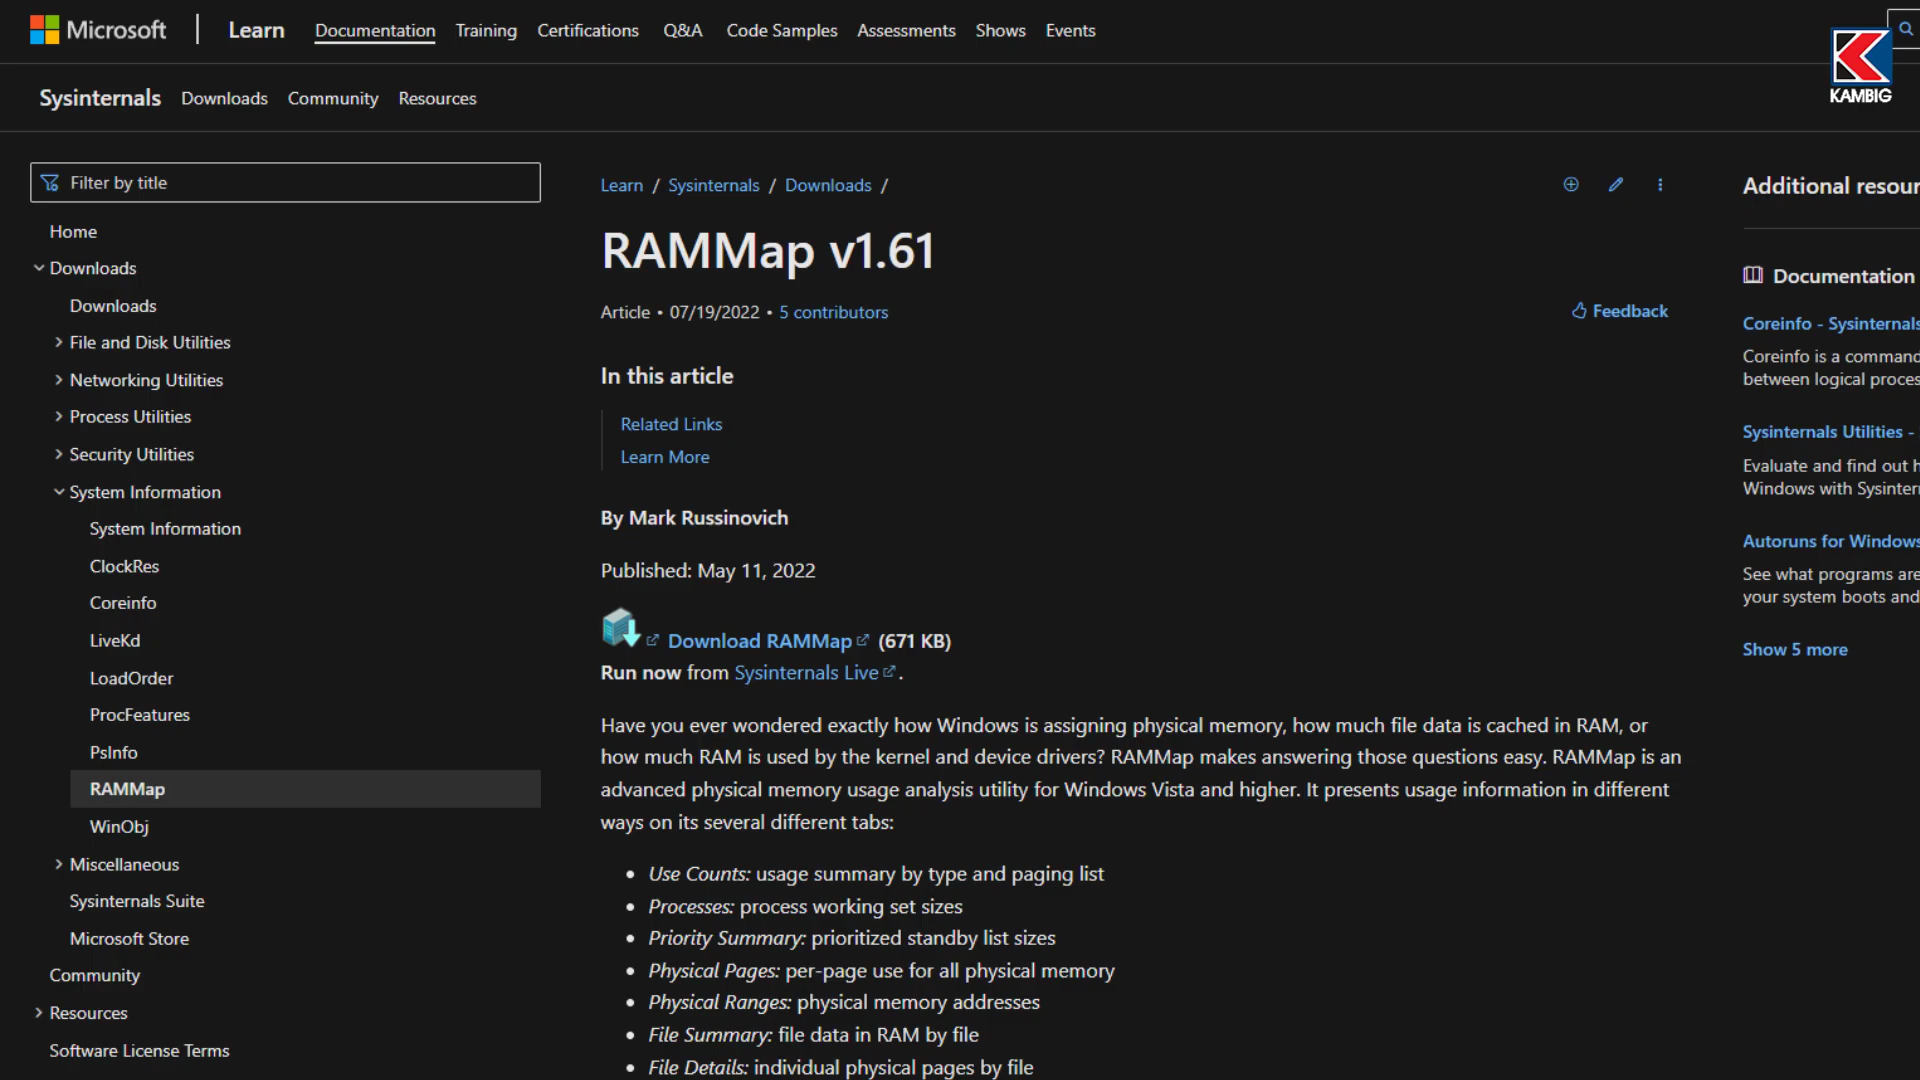 Microsoft
Learn
Documentation
Training
Certifications
Q&A
Code Samples
Assessments
Shows
Events
KAMBIG
Sysinternals
Downloads
Community
Resources
Filter by title
Home
Downloads
Downloads
File and Disk Utilities
Networking Utilities
Process Utilities
Security Utilities
System Information
System Information
ClockRes
Coreinfo
LiveKd
LoadOrder
ProcFeatures
PsInfo
RAMMap
WinObj
Miscellaneous
Sysinternals Suite
Microsoft Store
Community
Resources
Software License Terms
Learn / Sysinternals / Downloads /
RAMMap v1.61
Article • 07/19/2022 • 5 contributors
Feedback
In this article
Related Links
Learn More
By Mark Russinovich
Published: May 11, 2022
Download RAMMap (671 KB)
Run now from Sysinternals Live.
Have you ever wondered exactly how Windows is assigning physical memory, how much file data is cached in RAM, or
how much RAM is used by the kernel and device drivers? RAMMap makes answering those questions easy. RAMMap is an
advanced physical memory usage analysis utility for Windows Vista and higher. It presents usage information in different
ways on its several different tabs:
• Use Counts: usage summary by type and paging list
• Processes: process working set sizes
• Priority Summary: prioritized standby list sizes
• Physical Pages: per-page use for all physical memory
• Physical Ranges: physical memory addresses
• File Summary: file data in RAM by file
• File Details: individual physical pages by file
Additional resour
Documentation
Coreinfo - Sysinternals
Coreinfo is a command
between logical proces
Sysinternals Utilities -
Evaluate and find out h
Windows with Sysintern
Autoruns for Windows
See what programs are
your system boots and
Show 5 more